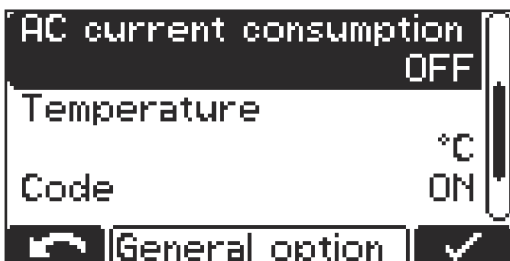 AC current consumption
OFF
Temperature
°C
Code ON
General option